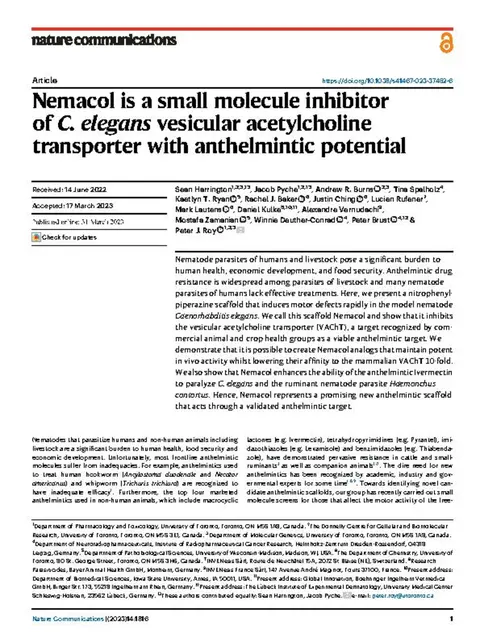 nature communications
Article
https://doi.org/10.1038/s41467-023-37452-6
Nemacol is a small molecule inhibitor
of C. elegans vesicular acetylcholine
transporter with anthelmintic potential
Received: 14 June 2022
Accepted: 17 March 2023
Published online: 31 March 2023
Check for updates
Sean Harrington, Jacob Pyche, Andrew R. Burns, Tina Spalholz,
Kaetlyn T. Ryan, Rachel J. Baker, Justin Ching, Lucien Rufener,
Mark Lautens, Daniel Kulke, Alexandre Vernudachi,
Mostafa Zamanian, Winnie Deuther-Conrad, Peter Brust &
Peter J. Roy
Nematode parasites of humans and livestock pose a significant burden to
human health, economic development, and food security. Anthelmintic drug
resistance is widespread among parasites of livestock and many nematode
parasites of humans lack effective treatments. Here, we present a nitrophenyl-
piperazine scaffold that induces motor defects rapidly in the model nematode
Caenorhabditis elegans. We call this scaffold Nemacol and show that it inhibits
the vesicular acetylcholine transporter (VAChT), a target recognized by com-
mercial animal and crop health groups as a viable anthelmintic target. We
demonstrate that it is possible to create Nemacol analogs that maintain potent
in vivo activity whilst lowering their affinity to the mammalian VAChT 10-fold.
We also show that Nemacol enhances the ability of the anthelmintic Ivermectin
to paralyze C. elegans and the ruminant nematode parasite Haemonchus
contortus. Hence, Nemacol represents a promising new anthelmintic scaffold
that acts through a validated anthelmintic target.
Nematodes that parasitize humans and non-human animals including
livestock are a significant burden to human health, food security and
economic development. Unfortunately, most frontline anthelmintic
molecules suffer from inadequacies. For example, anthelmintics used
to treat human hookworm (Ancylostoma duodenale and Necator
americanus) and whipworm (Trichuris trichiura) are recognized to
have inadequate efficacy. Furthermore, the top four marketed
anthelmintics used in non-human animals, which include macrocyclic
lactones (e.g. Ivermectin), tetrahydropyrimidines (e.g. Pyrantel), imi-
dazothiazoles (e.g. Levamisole) and benzimidazoles (e.g. Thiabenda-
zole), have demonstrated pervasive resistance in cattle and small-
ruminants as well as companion animals. The dire need for new
anthelmintics has been recognized by academic, industry and gov-
ernmental experts for some time. Towards identifying novel can-
didate anthelmintic scaffolds, our group has recently carried out small
molecule screens for those that affect the motor activity of the free-
Nature Communications | (2023)14:1816
1